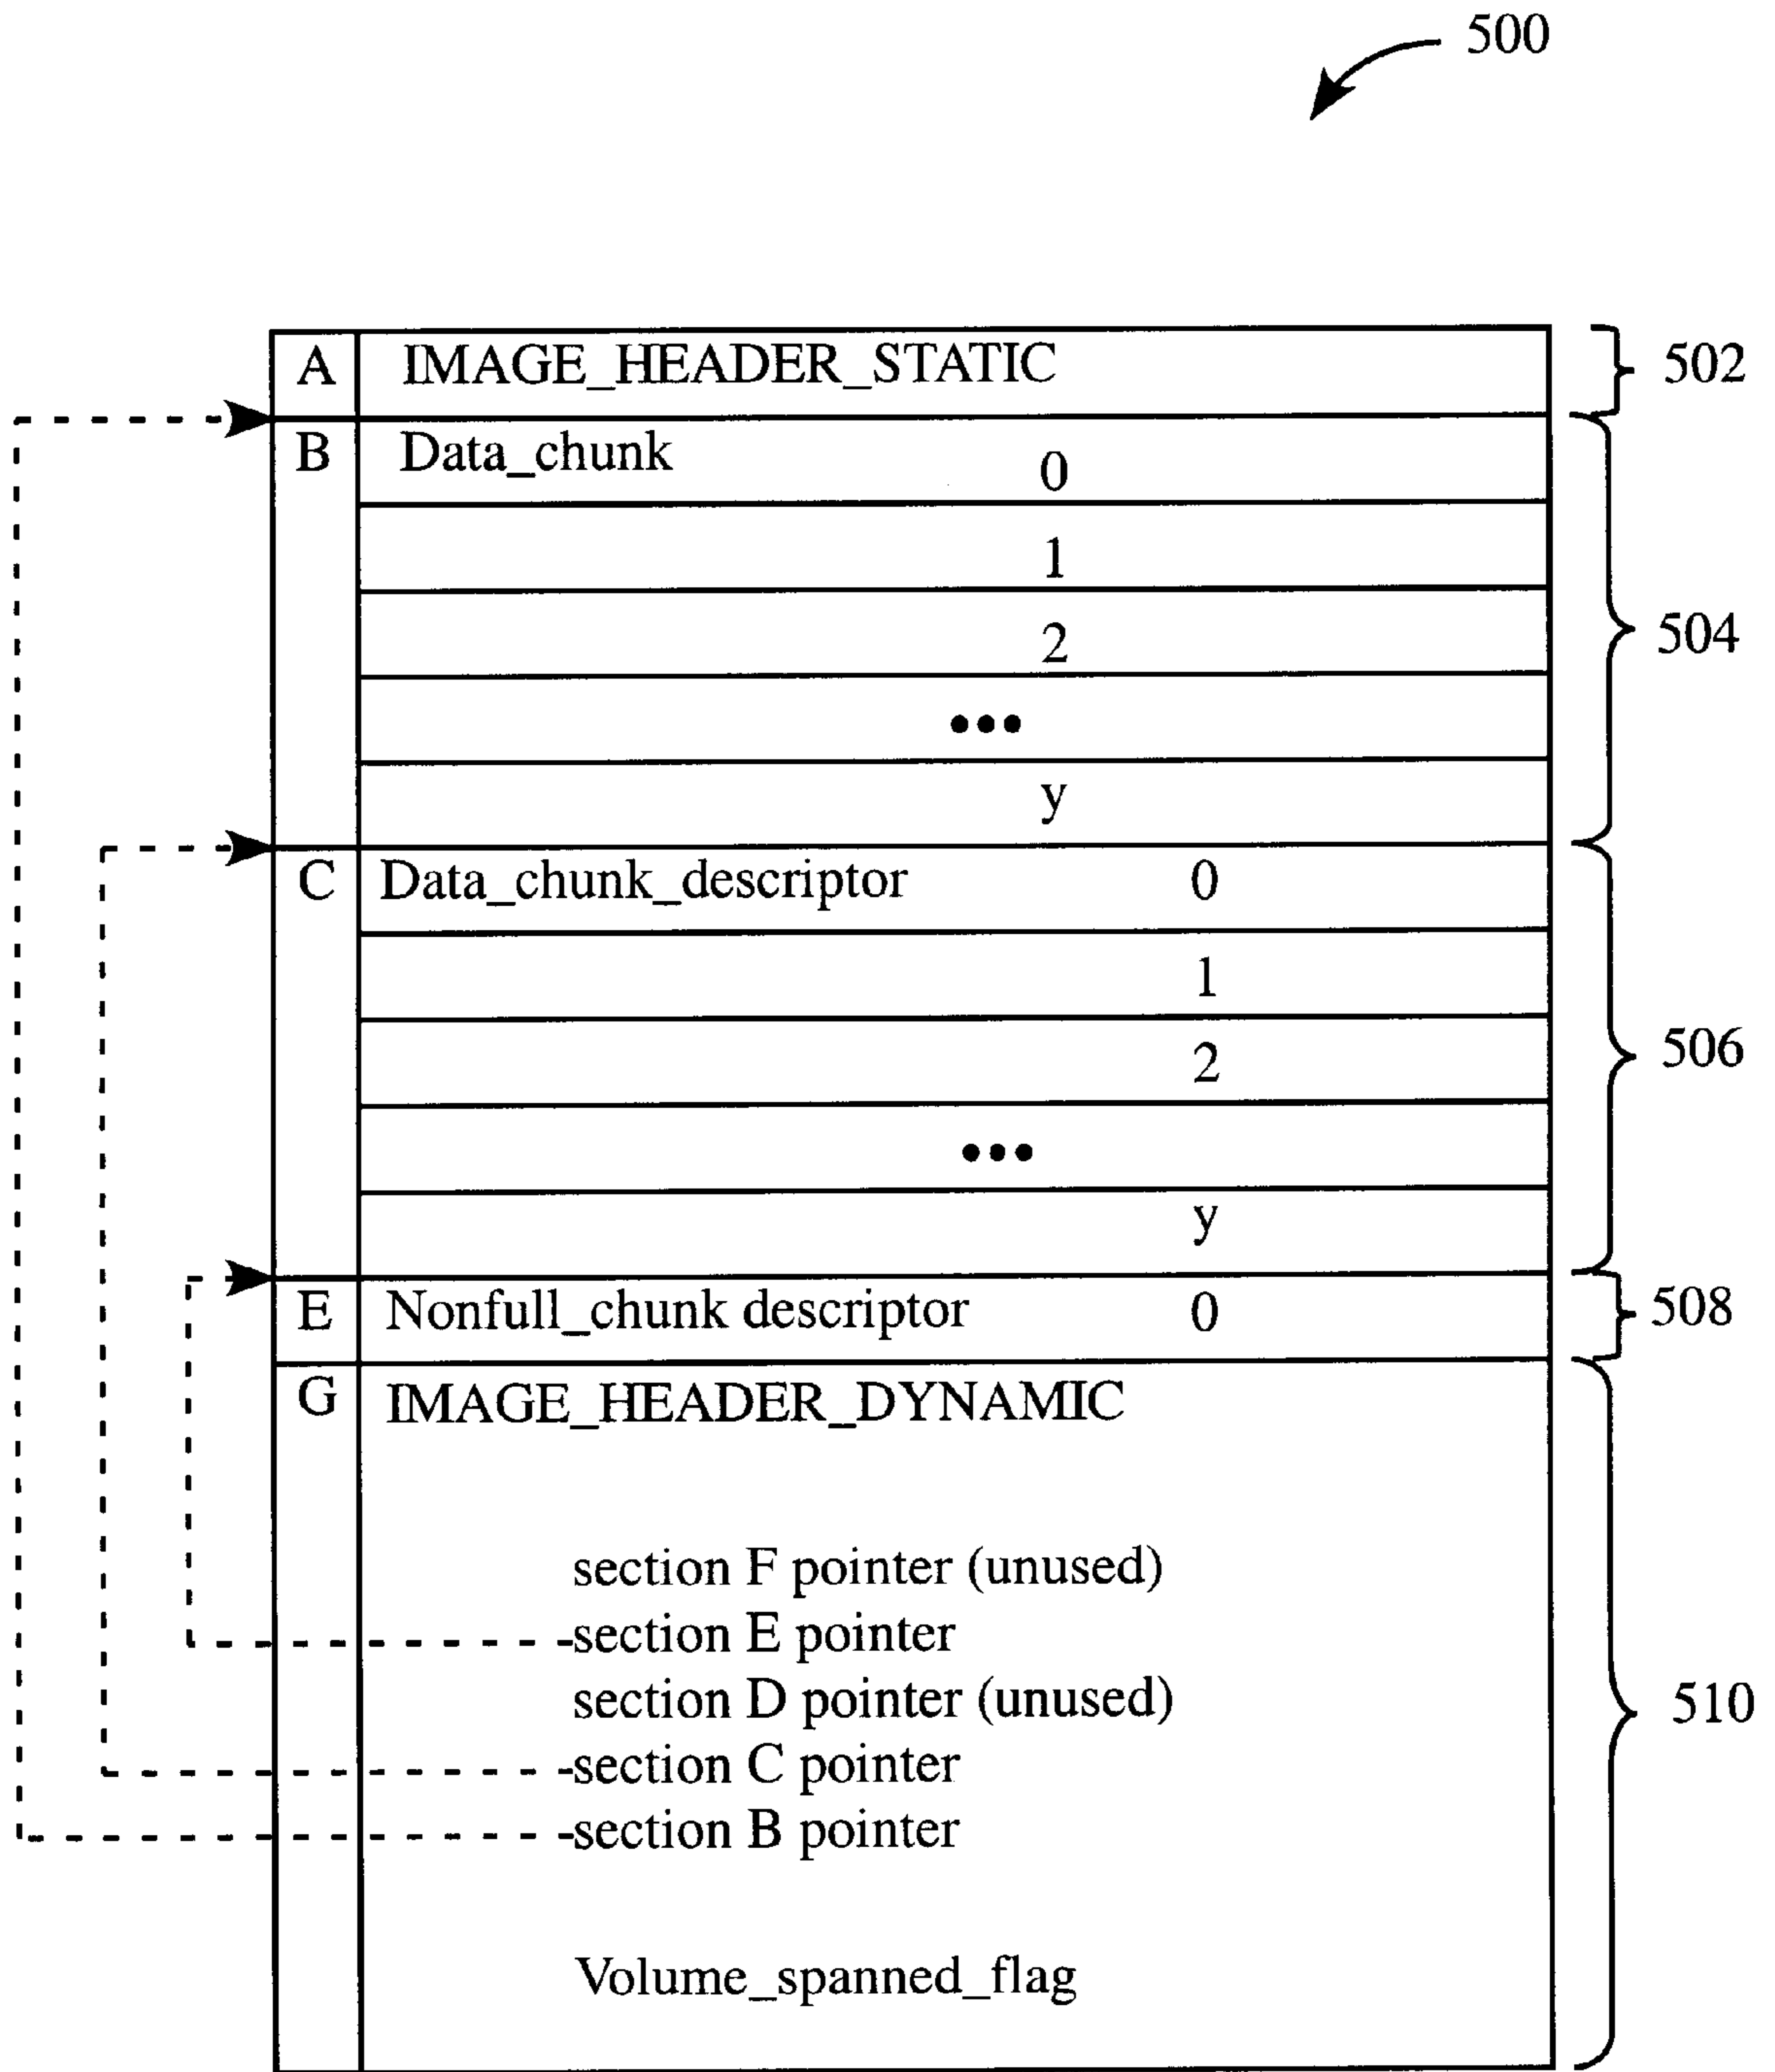 500
A IMAGE_HEADER_STATIC 502
B Data_chunk 0
1
2 504
•••
y
C Data_chunk_descriptor 0
1
2 506
•••
y
E Nonfull_chunk descriptor 0 508
G IMAGE_HEADER_DYNAMIC
section F pointer (unused)
section E pointer
section D pointer (unused) 510
section C pointer
section B pointer
Volume_spanned_flag